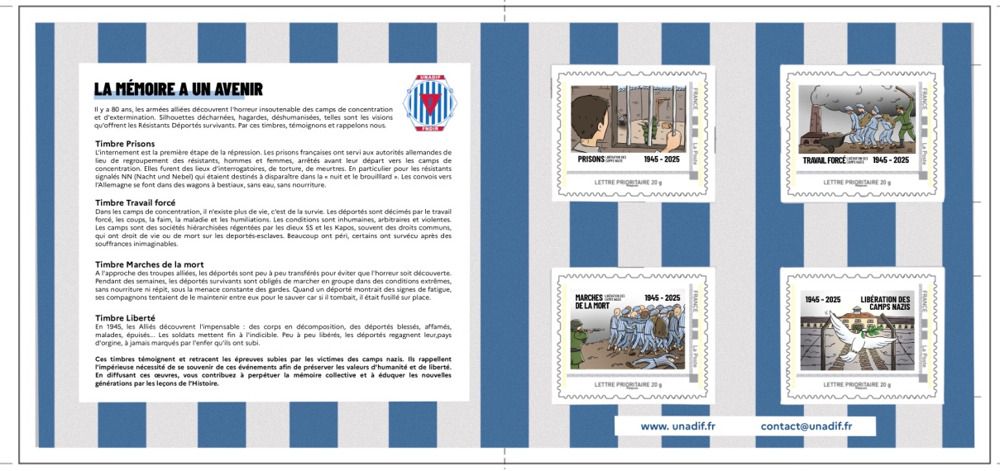 LA MÉMOIRE A UN AVENIR
UNADIF
FNDIR
Il y a 80 ans, les armées alliées découvrent l'horreur insoutenable des camps de concentration
et d'extermination. Silhouettes décharnées, hagardes, déshumanisées, telles sont les visions
qu'offrent les Résistants Déportés survivants. Par ces timbres, témoignons et rappelons nous.
Timbre Prisons
L'internement est la première étape de la répression. Les prisons françaises ont servi aux autorités allemandes de
lieu de regroupement des résistants, hommes et femmes, arrêtés avant leur départ vers les camps de
concentration. Elles furent des lieux d'interrogatoires, de torture, de meurtres. En particulier pour les résistants
signalés NN (Nacht und Nebel) qui étaient destinés à disparaître dans la « nuit et le brouilllard ». Les convois vers
l'Allemagne se font dans des wagons à bestiaux, sans eau, sans nourriture.
Timbre Travail forcé
Dans les camps de concentration, il n'existe plus de vie, c'est de la survie. Les déportés sont décimés par le travail
forcé, les coups, la faim, la maladie et les humiliations. Les conditions sont inhumaines, arbitraires et violentes.
Les camps sont des sociétés hiérarchisées régentées par les dieux SS et les Kapos, souvent des droits communs,
qui ont droit de vie ou de mort sur les deportés-esclaves. Beaucoup ont péri, certains ont survécu après des
souffrances inimaginables.
Timbre Marches de la mort
A l'approche des troupes alliées, les déportés sont peu à peu transférés pour éviter que l'horreur soit découverte.
Pendant des semaines, les déportés survivants sont obligés de marcher en groupe dans des conditions extrêmes,
sans nourriture ni répit, sous la menace constante des gardes. Quand un déporté montrait des signes de fatigue,
ses compagnons tentaient de le maintenir entre eux pour le sauver car si il tombait, il était fusillé sur place.
Timbre Liberté
En 1945, les Alliés découvrent l'impensable : des corps en décomposition, des déportés blessés, affamés,
malades, épuisés... Les soldats mettent fin à l'indicible. Peu à peu libérés, les déportés regagnent leur,pays
d'orgine, à jamais marqués par l'enfer qu'ils ont subi.
Ces timbres témoignent et retracent les épreuves subies par les victimes des camps nazis. Ils rappellent
l'impérieuse nécessité de se souvenir de ces événements afin de préserver les valeurs d'humanité et de liberté.
En diffusant ces œuvres, vous contribuez à perpétuer la mémoire collective et à éduquer les nouvelles
générations par les leçons de l'Histoire.
PRISONS LIBÉRATION DES CAMPS NAZIS 1945 - 2025
FRANCE
La Poste
LETTRE PRIORITAIRE 20 g
TRAVAIL FORCÉ LIBÉRATION DES CAMPS NAZIS 1945 - 2025
FRANCE
La Poste
LETTRE PRIORITAIRE 20 g
MARCHES DE LA MORT LIBÉRATION DES CAMPS NAZIS 1945 - 2025
FRANCE
La Poste
LETTRE PRIORITAIRE 20 g
1945 - 2025 LIBÉRATION DES
CAMPS NAZIS
FRANCE
La Poste
LETTRE PRIORITAIRE 20 g
www. unadif.fr contact@unadif.fr